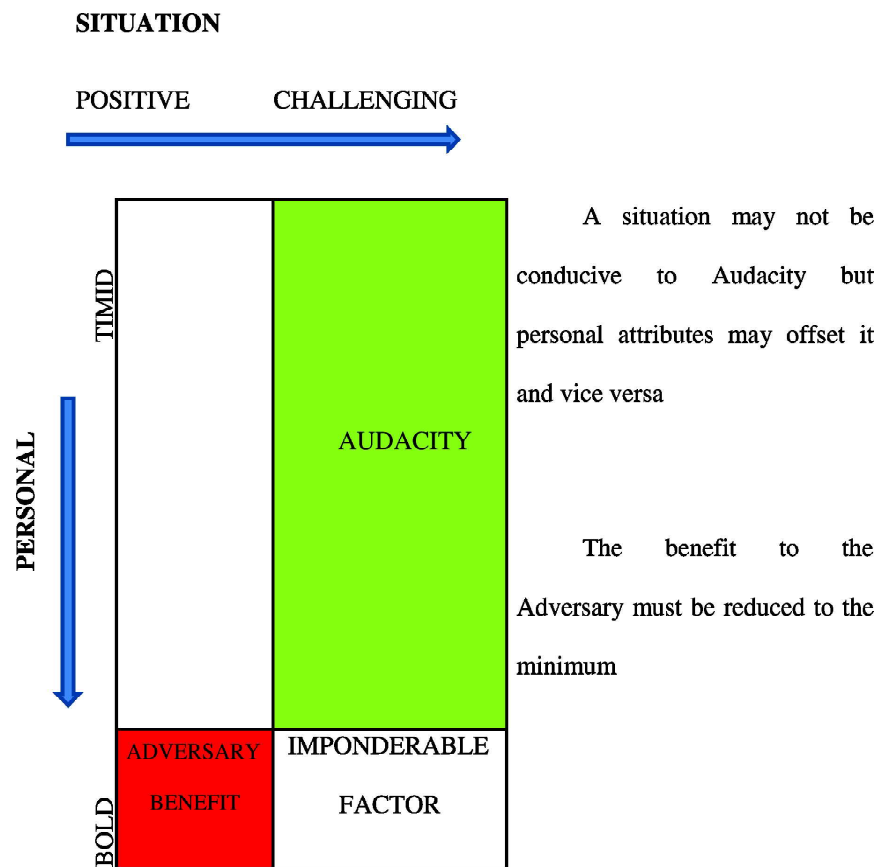 SITUATION
POSITIVE CHALLENGING
TIMID
PERSONAL
BOLD
AUDACITY
ADVERSARY
BENEFIT
IMPONDERABLE
FACTOR
A situation may not be
conducive to Audacity but
personal attributes may offset it
and vice versa
The benefit to the
Adversary must be reduced to the
minimum